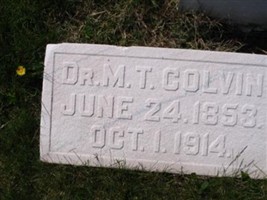 DR. M. T. COLVIN
JUNE 24. 1853.
OCT. 1. 1914.